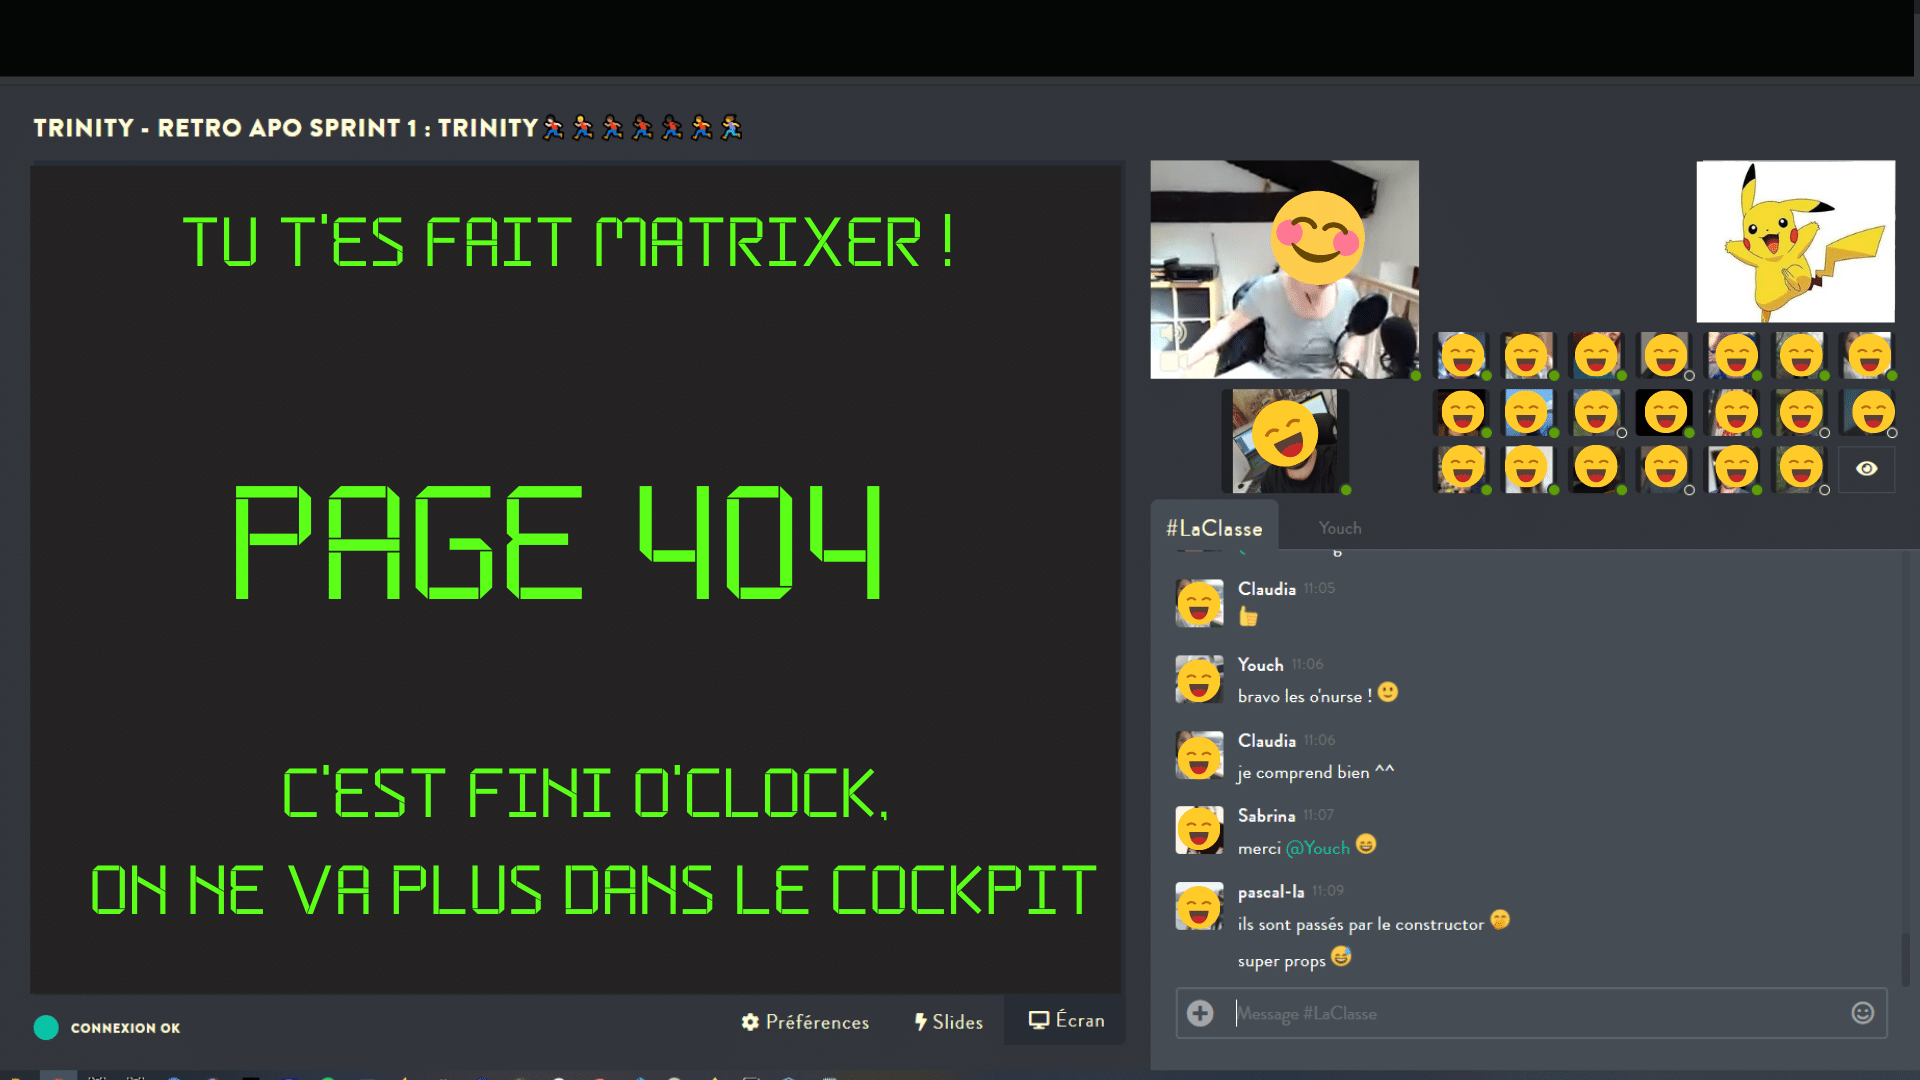 TRINITY - RETRO APO SPRINT 1 : TRINITY
TU T'ES FAIT MATRIXER !
PAGE 404
C'EST FINI O'CLOCK,
ON NE VA PLUS DANS LE COCKPIT
CONNEXION OK
Préférences
Slides
Écran
#LaClasse
Youch
Claudia 11:05
Youch 11:06
bravo les o'nurse !
Claudia 11:06
je comprend bien ^^
Sabrina 11:07
merci @Youch
pascal-la 11:09
ils sont passés par le constructor
super props
Message #LaClasse